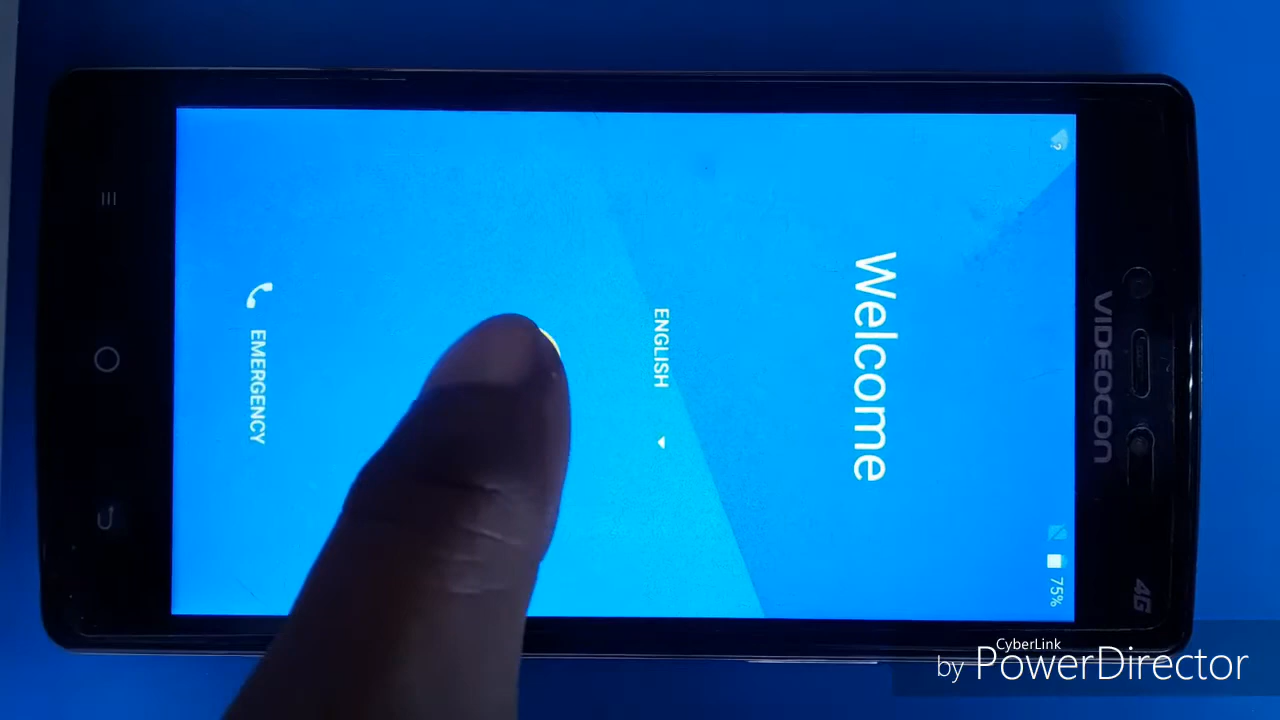 VIDEOCON
4G
75%
Welcome
ENGLISH
EMERGENCY
CyberLink
by PowerDirector